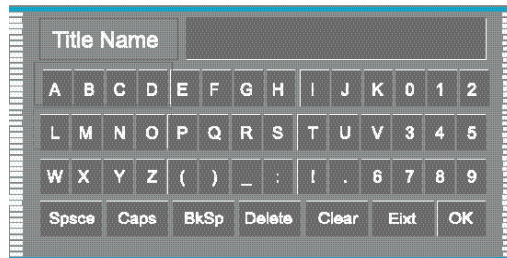 Title Name
A B C D E F G H I J K 0 1 2
L M N O P Q R S T U V 3 4 5
W X Y Z ( ) _ : ! . 6 7 8 9
Spsce Caps BkSp Delete Clear Eixt OK